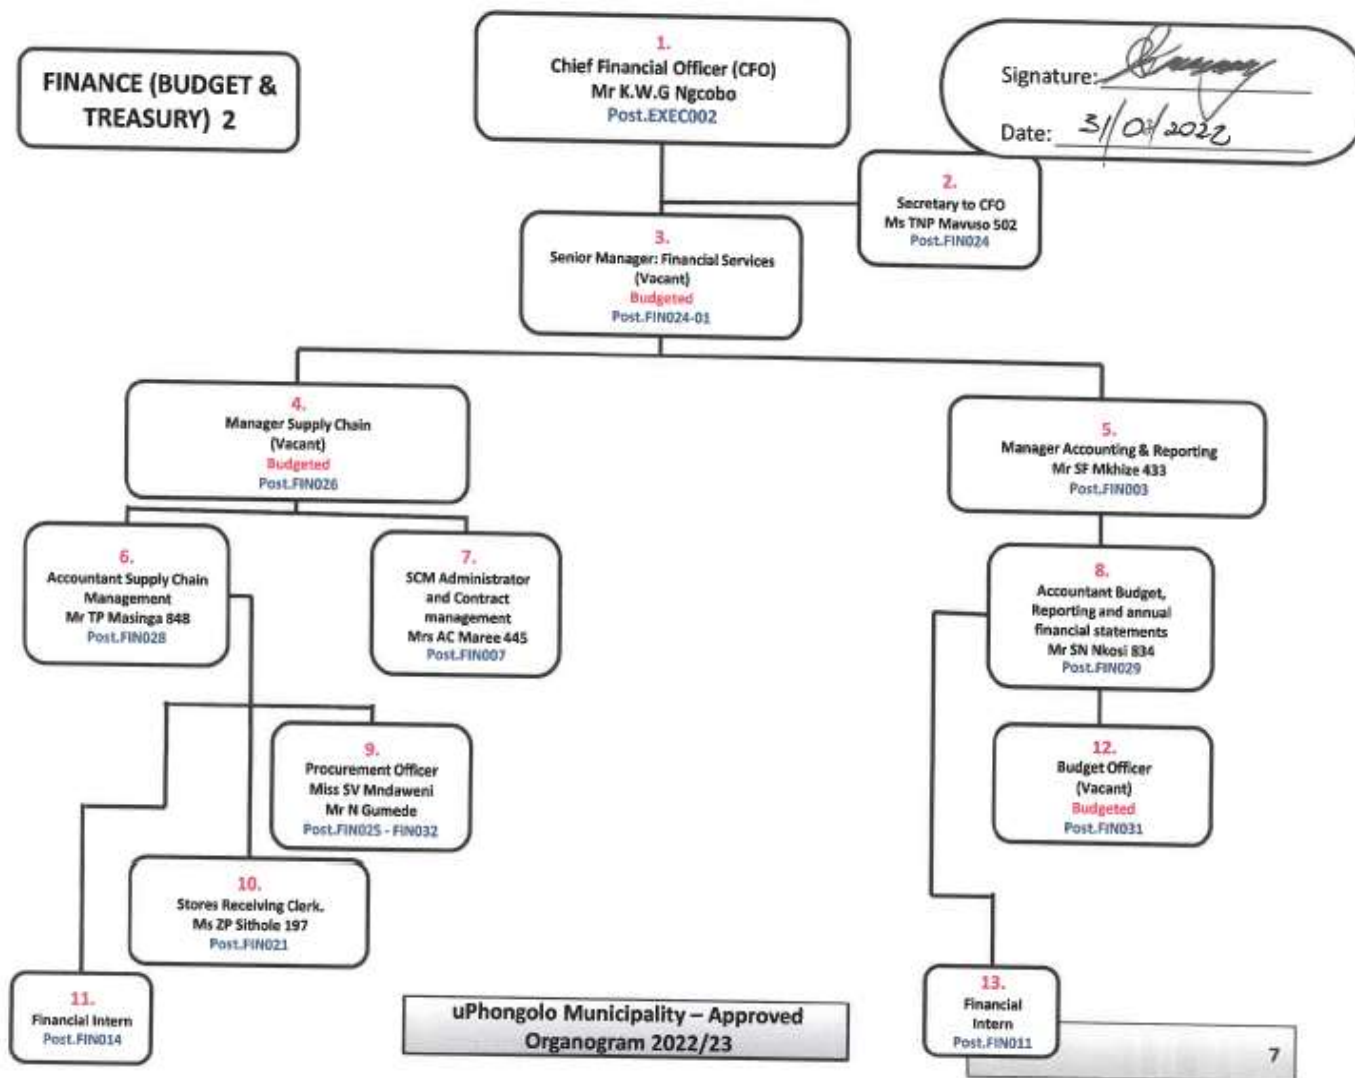 FINANCE (BUDGET &
TREASURY) 2
1.
Chief Financial Officer (CFO)
Mr K.W.G Ngcobo
Post.EXEC002
Signature:
Date: 31/03/2022
2.
Secretary to CFO
Ms TNP Mavuso 502
Post.FIN024
3.
Senior Manager: Financial Services
(Vacant)
Budgeted
Post.FIN024-01
4.
Manager Supply Chain
(Vacant)
Budgeted
Post.FIN026
5.
Manager Accounting & Reporting
Mr SF Mkhize 433
Post.FIN003
6.
Accountant Supply Chain
Management
Mr TP Masinga 848
Post.FIN028
7.
SCM Administrator
and Contract
management
Mrs AC Maree 445
Post.FIN007
8.
Accountant Budget,
Reporting and annual
financial statements
Mr SN Nkosi 834
Post.FIN029
9.
Procurement Officer
Miss SV Mndaweni
Mr N Gumede
Post.FIN025 - FIN032
12.
Budget Officer
(Vacant)
Budgeted
Post.FIN031
10.
Stores Receiving Clerk.
Ms ZP Sithole 197
Post.FIN021
11.
Financial Intern
Post.FIN014
13.
Financial
Intern
Post.FIN011
uPhongolo Municipality – Approved
Organogram 2022/23
7